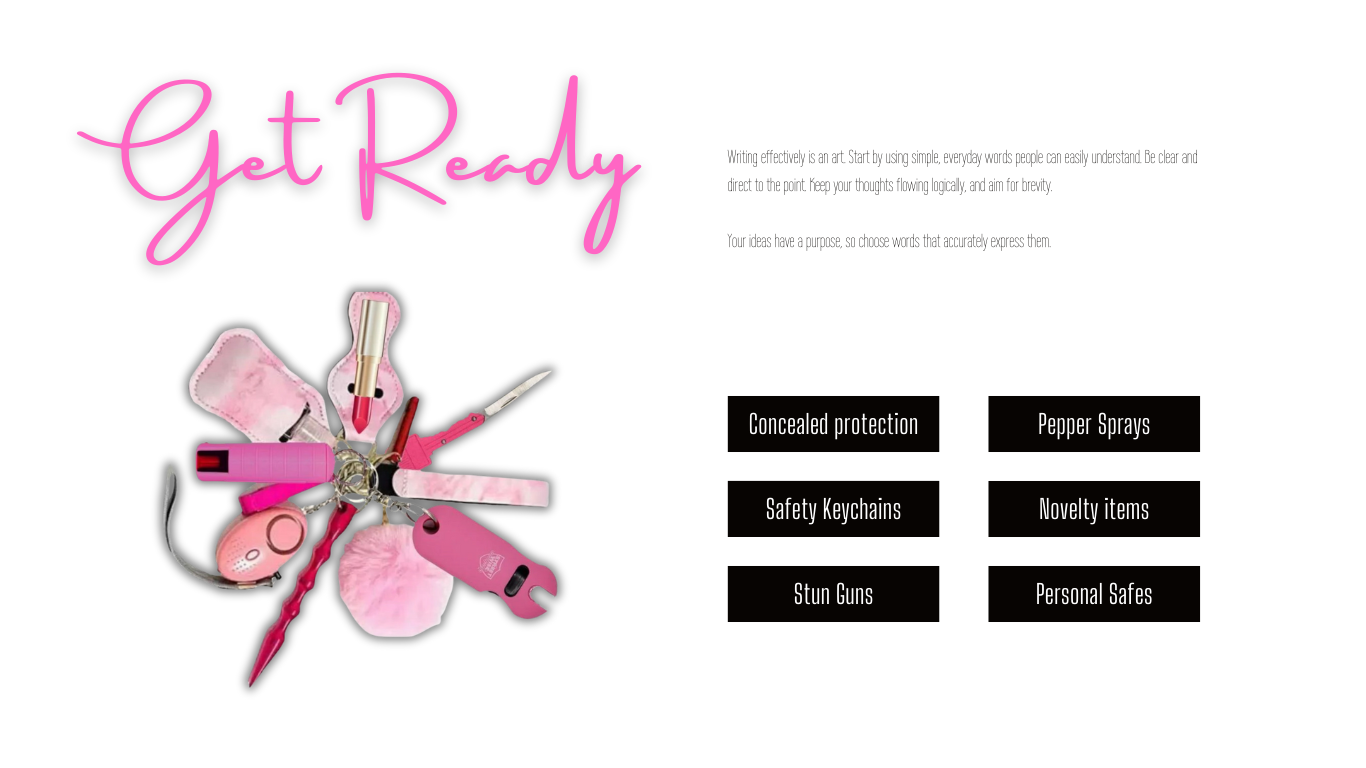 Get Ready
Writing effectively is an art. Start by using simple, everyday words people can easily understand. Be clear and
direct to the point. Keep your thoughts flowing logically, and aim for brevity.
Your ideas have a purpose, so choose words that accurately express them.
Concealed protection
Pepper Sprays
Safety Keychains
Novelty items
Stun Guns
Personal Safes